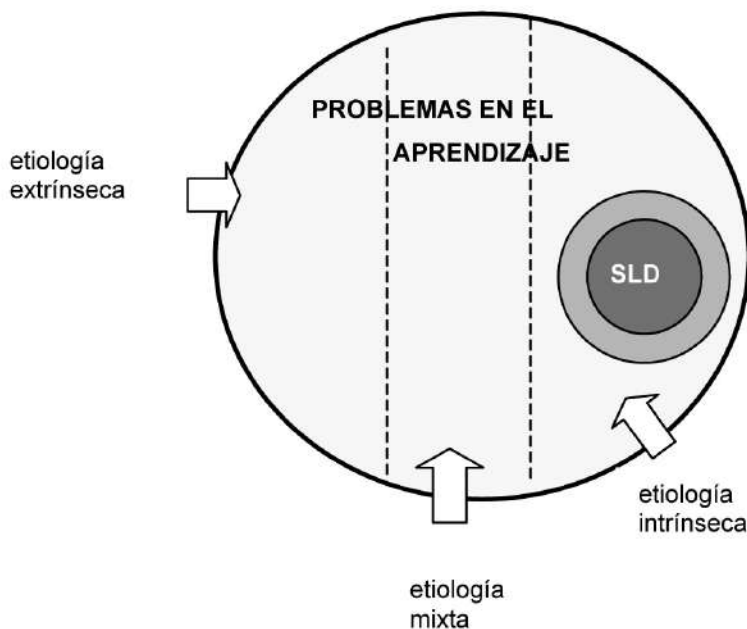 PROBLEMAS EN EL
APRENDIZAJE
etiología
extrínseca
SLD
etiología
intrínseca
etiología
mixta